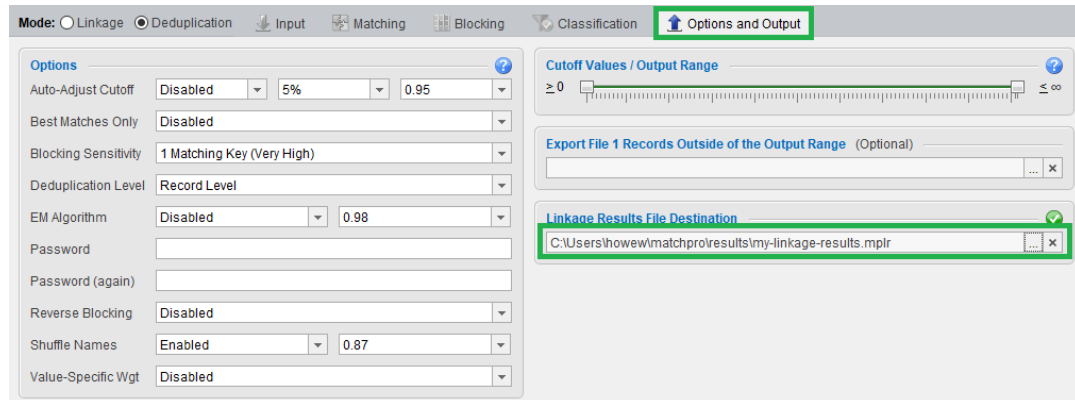 Mode: Linkage Deduplication Input Matching Blocking Classification Options and Output
Options
Auto-Adjust Cutoff Disabled 5% 0.95
Best Matches Only Disabled
Blocking Sensitivity 1 Matching Key (Very High)
Deduplication Level Record Level
EM Algorithm Disabled 0.98
Password
Password (again)
Reverse Blocking Disabled
Shuffle Names Enabled 0.87
Value-Specific Wgt Disabled
Cutoff Values / Output Range
≥ 0 ≤ ∞
Export File 1 Records Outside of the Output Range (Optional)
...
Linkage Results File Destination
C:\Users\howew\matchpro\results\my-linkage-results.mplr ...